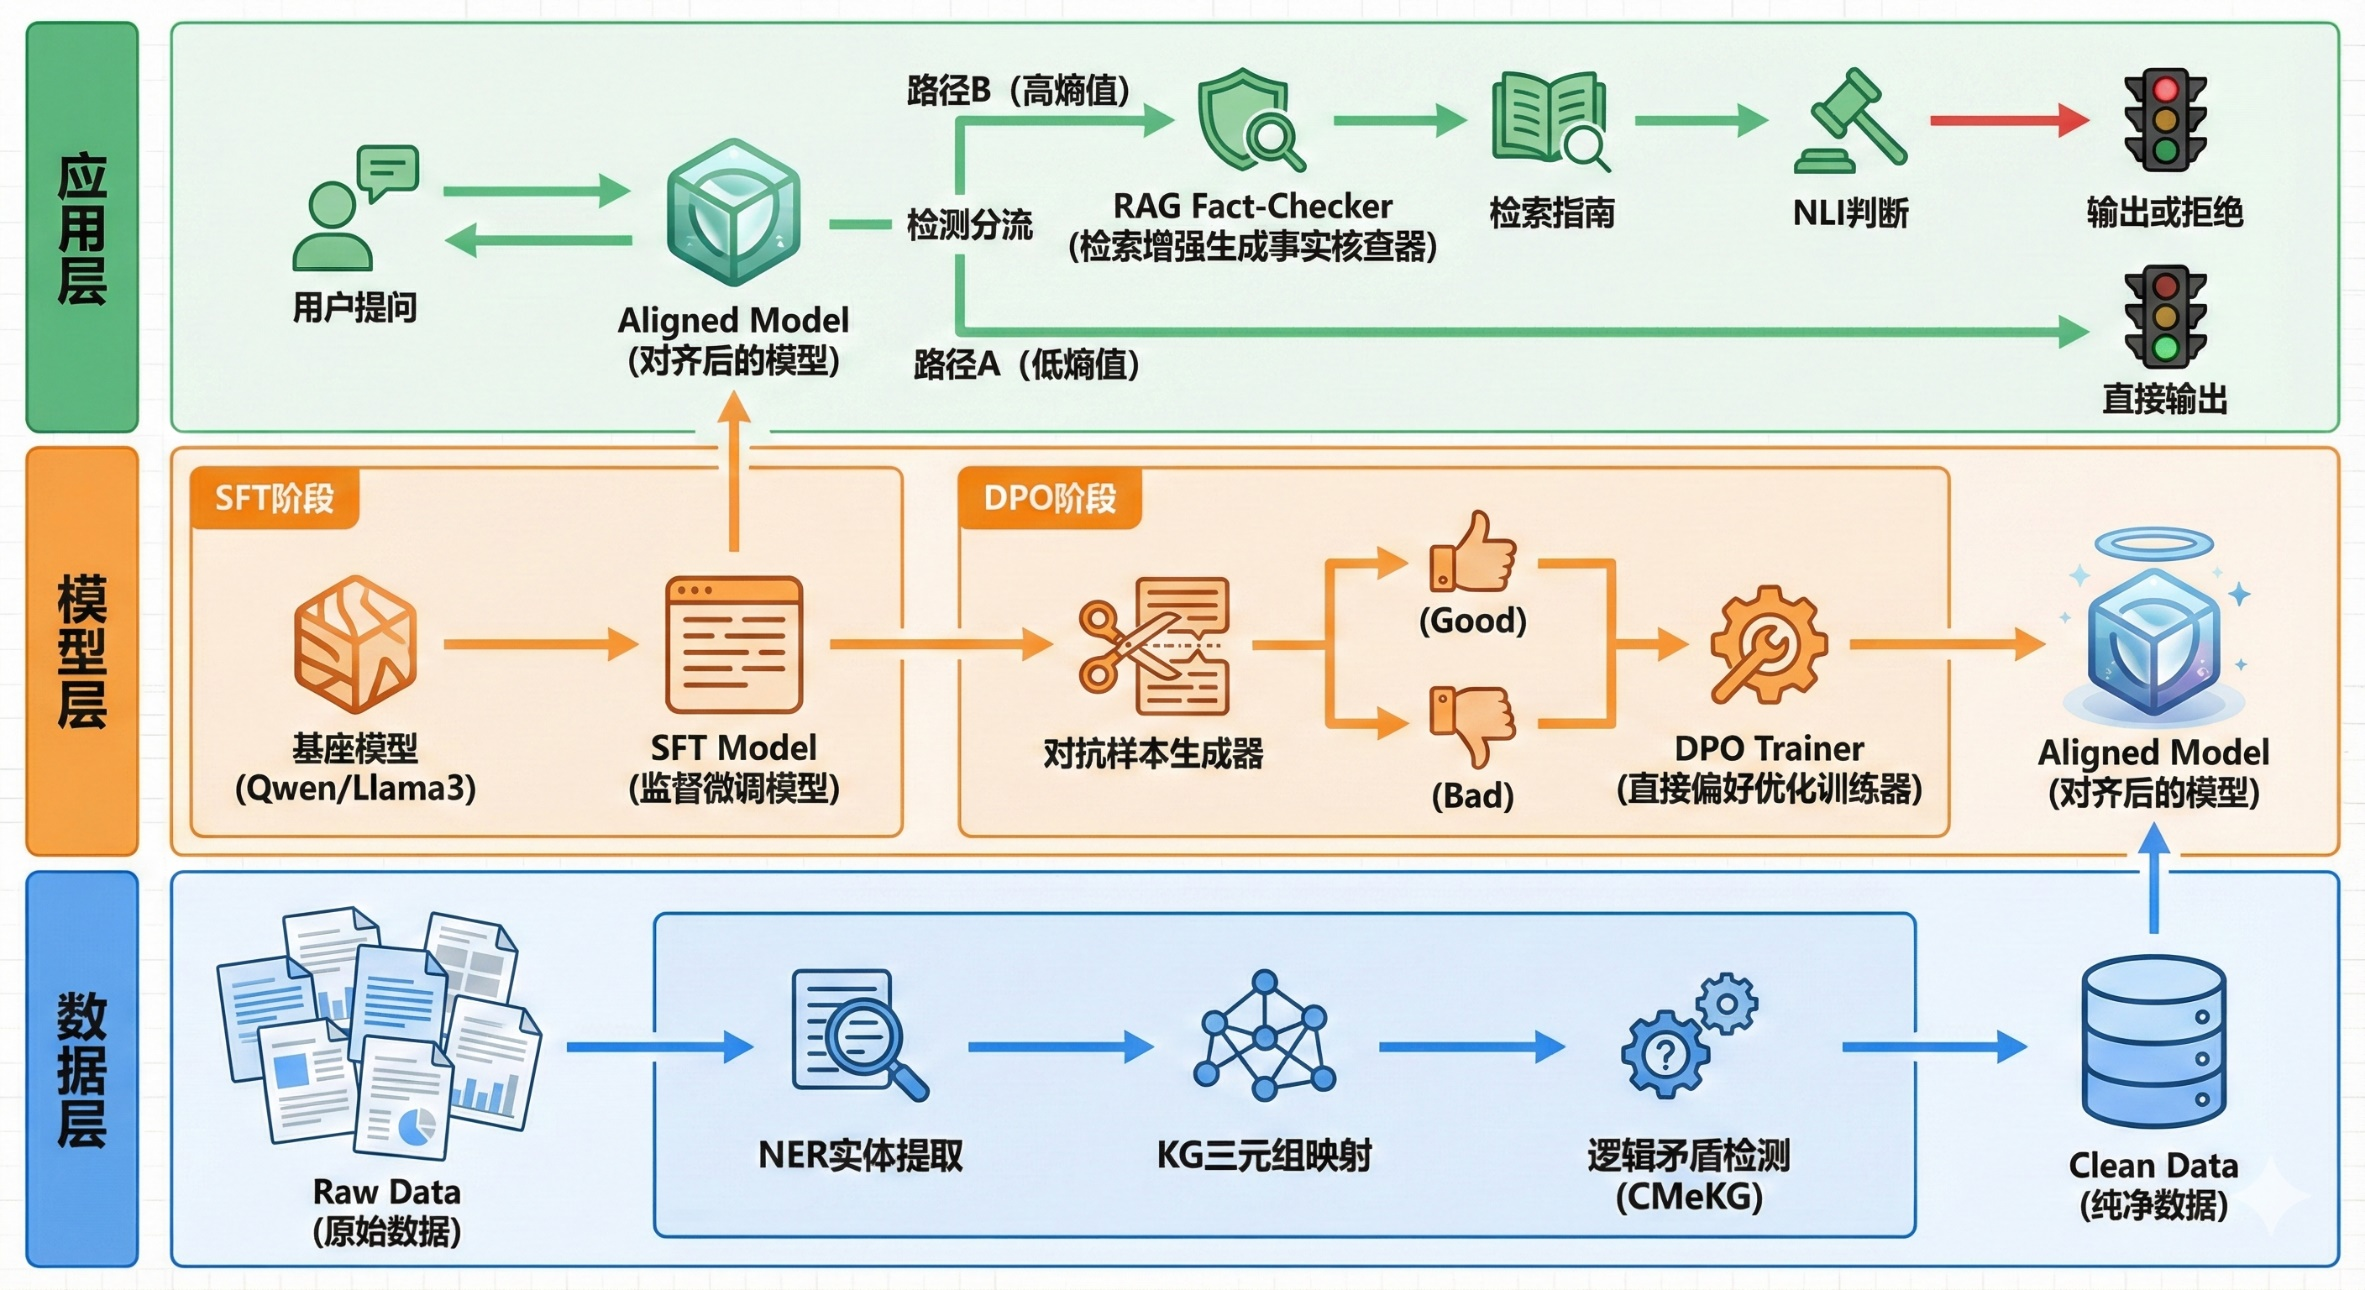 应用层
用户提问
Aligned Model
(对齐后的模型)
检测分流
路径B（高熵值）
RAG Fact-Checker
(检索增强生成事实核查器)
检索指南
NLI判断
输出或拒绝
路径A（低熵值）
直接输出
模型层
SFT阶段
基座模型
(Qwen/Llama3)
SFT Model
(监督微调模型)
DPO阶段
对抗样本生成器
(Good)
(Bad)
DPO Trainer
(直接偏好优化训练器)
Aligned Model
(对齐后的模型)
数据层
Raw Data
(原始数据)
NER实体提取
KG三元组映射
?
逻辑矛盾检测
(CMeKG)
Clean Data
(纯净数据)